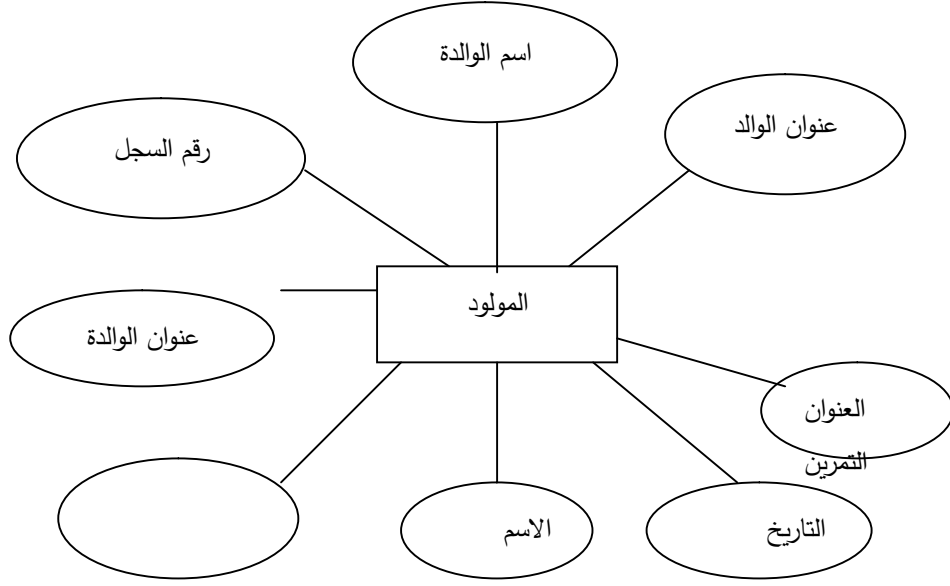 اسم الوالدة
عنوان الوالد
رقم السجل
المولود
عنوان الوالدة
العنوان
التمرين
الاسم
التاريخ